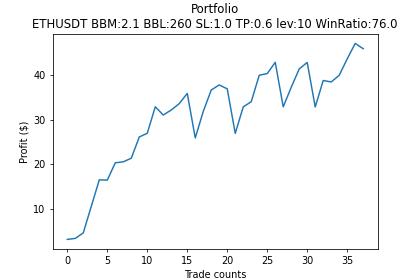 Portfolio
ETHUSDT BBM:2.1 BBL:260 SL:1.0 TP:0.6 lev:10 WinRatio:76.0
Profit ($)
40
30
20
10
0 5 10 15 20 25 30 35
Trade counts